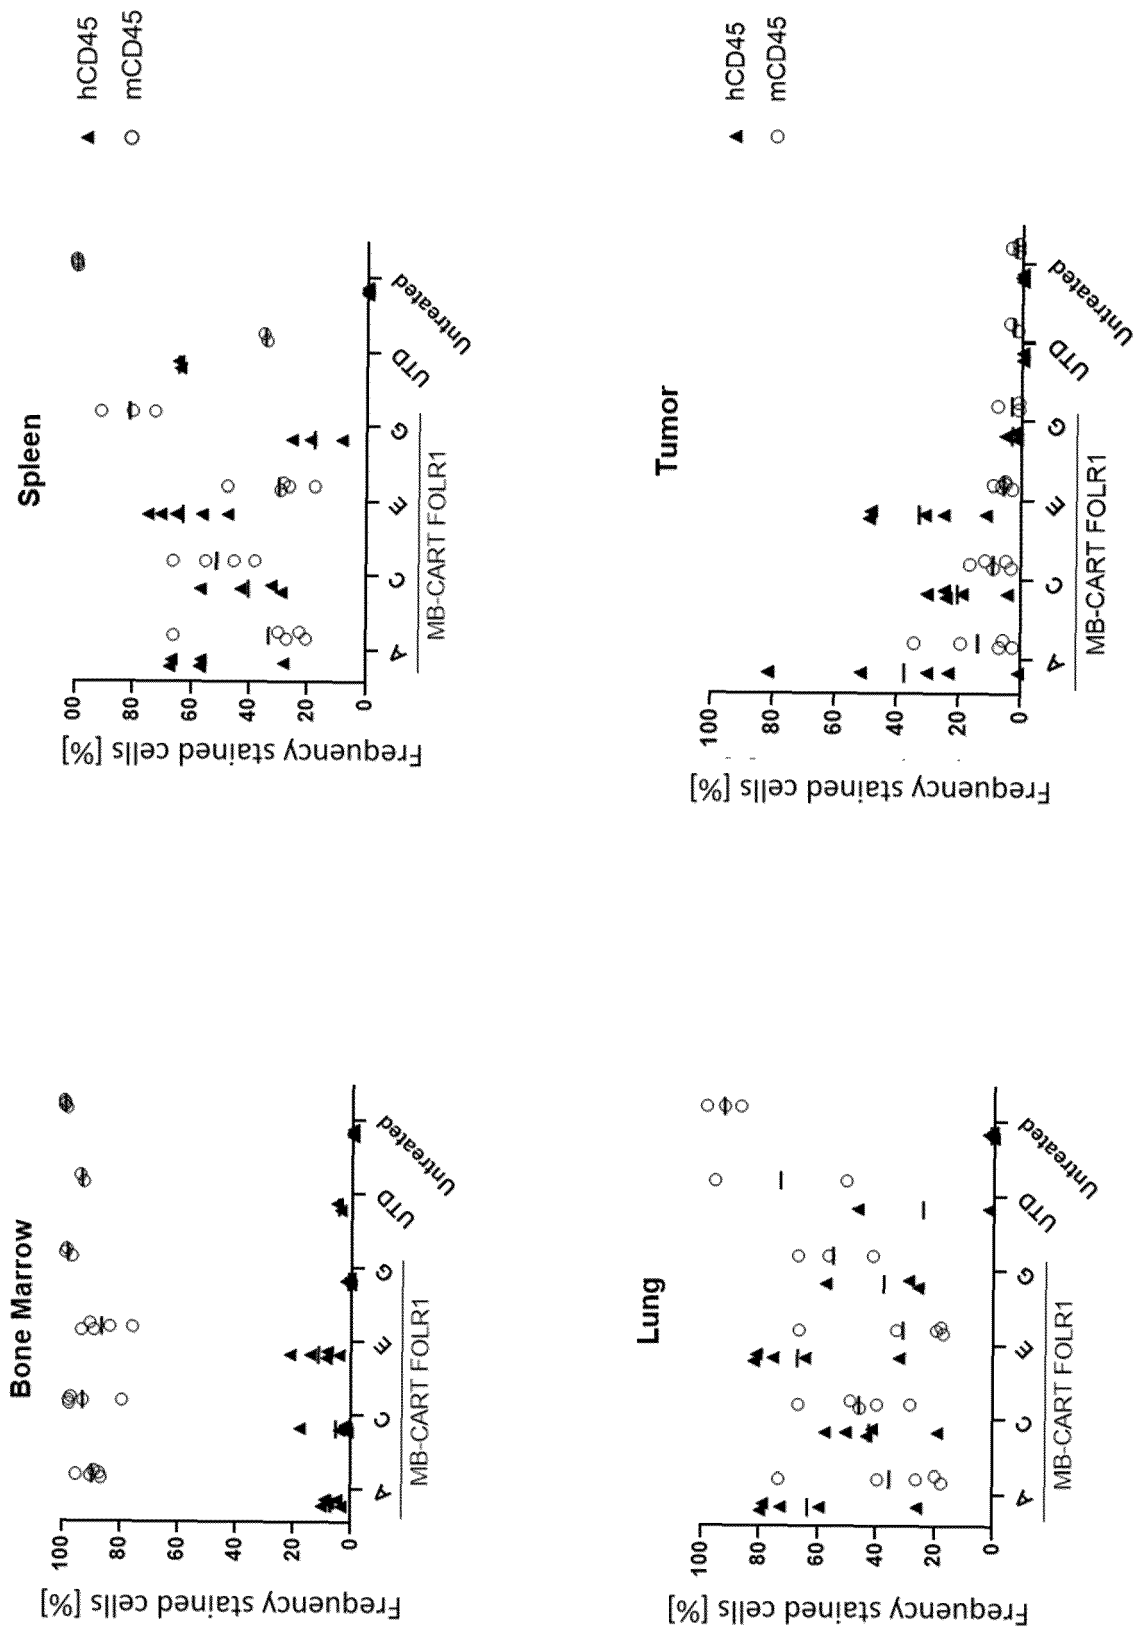 Bone Marrow
Frequency stained cells [%]
100
80
60
40
20
0
A
C
E
G
UTD
Untreated
MB-CART FOLR1
Spleen
Frequency stained cells [%]
00
80
60
40
20
0
A
C
E
G
UTD
Untreated
MB-CART FOLR1
hCD45
mCD45
Lung
Frequency stained cells [%]
100
80
60
40
20
0
A
C
E
G
UTD
Untreated
MB-CART FOLR1
Tumor
Frequency stained cells [%]
100
80
60
40
20
0
A
C
E
G
UTD
Untreated
MB-CART FOLR1
hCD45
mCD45